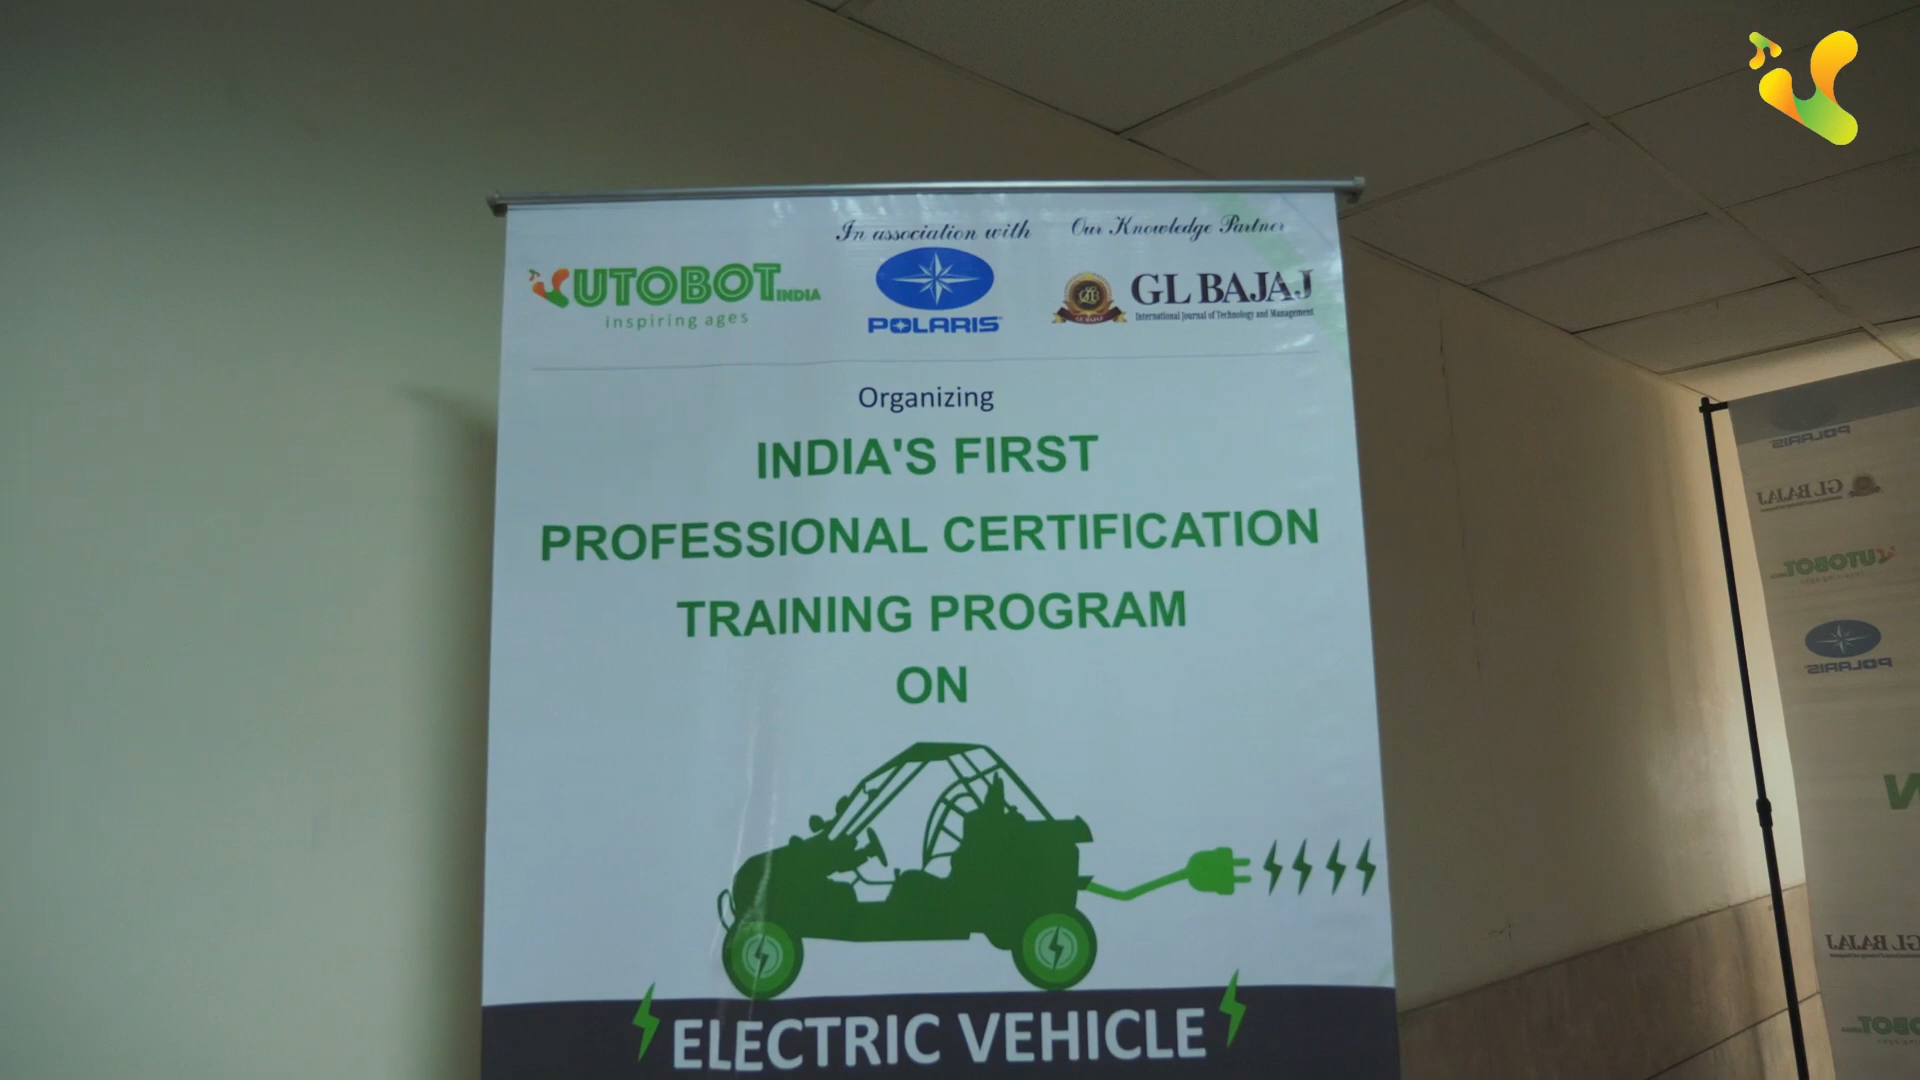 In association with
Our Knowledge Partner
UTOBOT INDIA
inspiring ages
POLARIS
GL BAJAJ
International Journal of Technology and Management
Organizing
INDIA'S FIRST
PROFESSIONAL CERTIFICATION
TRAINING PROGRAM
ON
ELECTRIC VEHICLE
POLARIS
GL BAJAJ
UTOBOT
POLARIS
GL BAJAJ